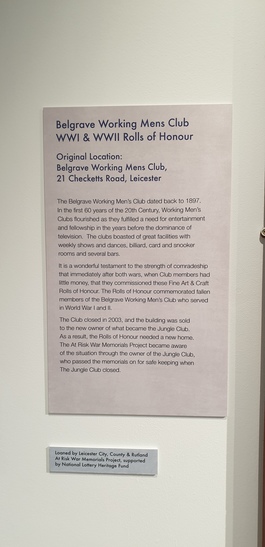 Belgrave Working Mens Club
WWI & WWII Rolls of Honour
Original Location:
Belgrave Working Mens Club,
21 Checketts Road, Leicester
The Belgrave Working Men's Club dated back to 1897.
In the first 60 years of the 20th Century, Working Men's
Clubs flourished as they fulfilled a need for entertainment
and fellowship in the years before the dominance of
television. The clubs boasted of great facilities with
weekly shows and dances, billiard, card and snooker
rooms and several bars.
It is a wonderful testament to the strength of comradeship
that immediately after both wars, when Club members had
little money, that they commissioned these Fine Art & Craft
Rolls of Honour. The Rolls of Honour commemorated fallen
members of the Belgrave Working Men's Club who served
in World War I and II.
The Club closed in 2003, and the building was sold
to the new owner of what became the Jungle Club.
As a result, the Rolls of Honour needed a new home.
The At Risk War Memorials Project became aware
of the situation through the owner of the Jungle Club,
who passed the memorials on for safe keeping when
The Jungle Club closed.
Loaned by Leicester City, County & Rutland
At Risk War Memorials Project, supported
by National Lottery Heritage Fund